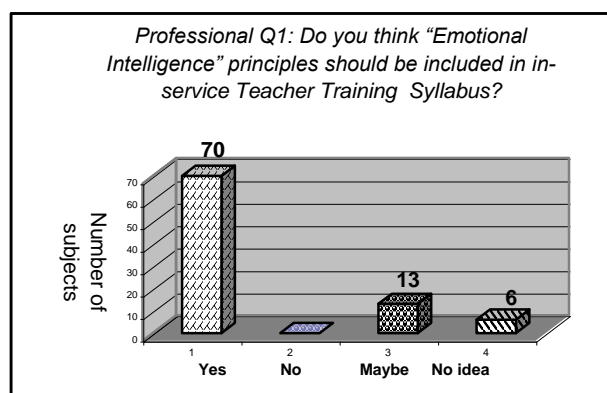 Professional Q1: Do you think “Emotional
Intelligence” principles should be included in in-
service Teacher Training Syllabus?
70
13
6
Number of
subjects
70
60
50
40
30
20
10
0
1 2 3 4
Yes No Maybe No idea